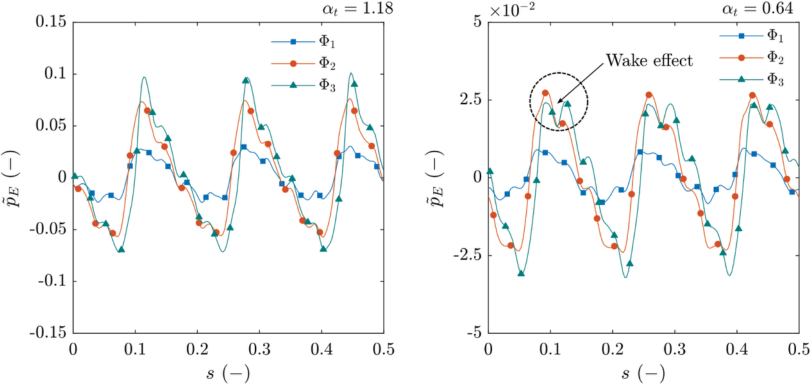 α_t = 1.18
0.15
0.1
0.05
0
-0.05
-0.1
-0.15
p̃_E (−)
Φ_1
Φ_2
Φ_3
0 0.1 0.2 0.3 0.4 0.5
s (−)
×10⁻² α_t = 0.64
5
2.5
0
-2.5
-5
p̃_E (−)
Φ_1
Wake effect Φ_2
Φ_3
0 0.1 0.2 0.3 0.4 0.5
s (−)